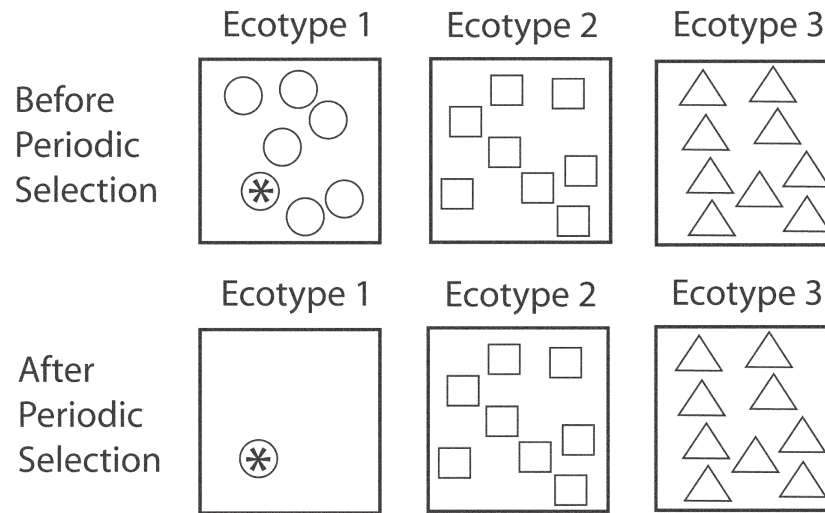 Ecotype 1 Ecotype 2 Ecotype 3
Before
Periodic
Selection
*
Ecotype 1 Ecotype 2 Ecotype 3
After
Periodic
Selection
*